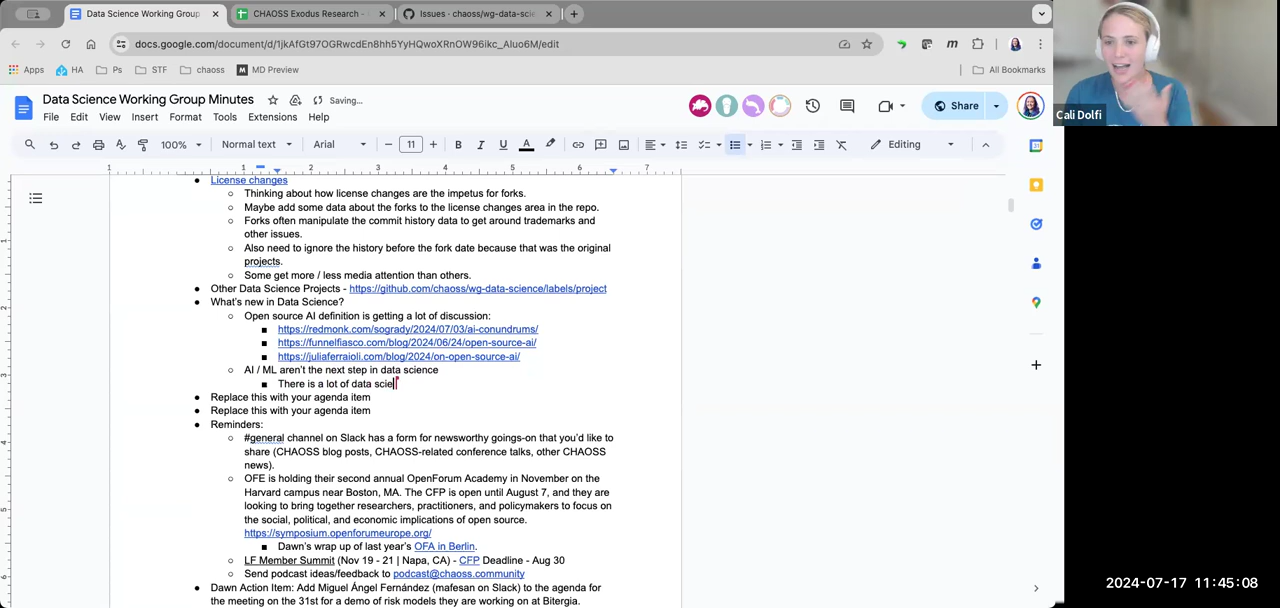 Data Science Working Group
CHAOSS Exodus Research -
Issues · chaoss/wg-data-scie
docs.google.com/document/d/1jkAfGt97OGRwcdEn8hh5YyHQwoXRnOW96ikc_Aluo6M/edit
Apps
HA
Ps
STF
chaoss
MD Preview
All Bookmarks
Cali Dolfi
Data Science Working Group Minutes
Saving...
File Edit View Insert Format Tools Extensions Help
Share
100%
Normal text
Arial
11
Editing
1 1 2 3 4 5 6 7
License changes
Thinking about how license changes are the impetus for forks.
Maybe add some data about the forks to the license changes area in the repo.
Forks often manipulate the commit history data to get around trademarks and
other issues.
Also need to ignore the history before the fork date because that was the original
projects.
Some get more / less media attention than others.
Other Data Science Projects - https://github.com/chaoss/wg-data-science/labels/project
What's new in Data Science?
Open source AI definition is getting a lot of discussion:
https://redmonk.com/sogrady/2024/07/03/ai-conundrums/
https://funnelfiasco.com/blog/2024/06/24/open-source-ai/
https://juliaferraioli.com/blog/2024/on-open-source-ai/
AI / ML aren't the next step in data science
There is a lot of data scie
Replace this with your agenda item
Replace this with your agenda item
Reminders:
#general channel on Slack has a form for newsworthy goings-on that you'd like to
share (CHAOSS blog posts, CHAOSS-related conference talks, other CHAOSS
news).
OFE is holding their second annual OpenForum Academy in November on the
Harvard campus near Boston, MA. The CFP is open until August 7, and they are
looking to bring together researchers, practitioners, and policymakers to focus on
the social, political, and economic implications of open source.
https://symposium.openforumeurope.org/
Dawn's wrap up of last year's OFA in Berlin.
LF Member Summit (Nov 19 - 21 | Napa, CA) - CFP Deadline - Aug 30
Send podcast ideas/feedback to podcast@chaoss.community
Dawn Action Item: Add Miguel Ángel Fernández (mafesan on Slack) to the agenda for
the meeting on the 31st for a demo of risk models they are working on at Bitergia.
1
2
3
4
5
6
2024-07-17 11:45:08